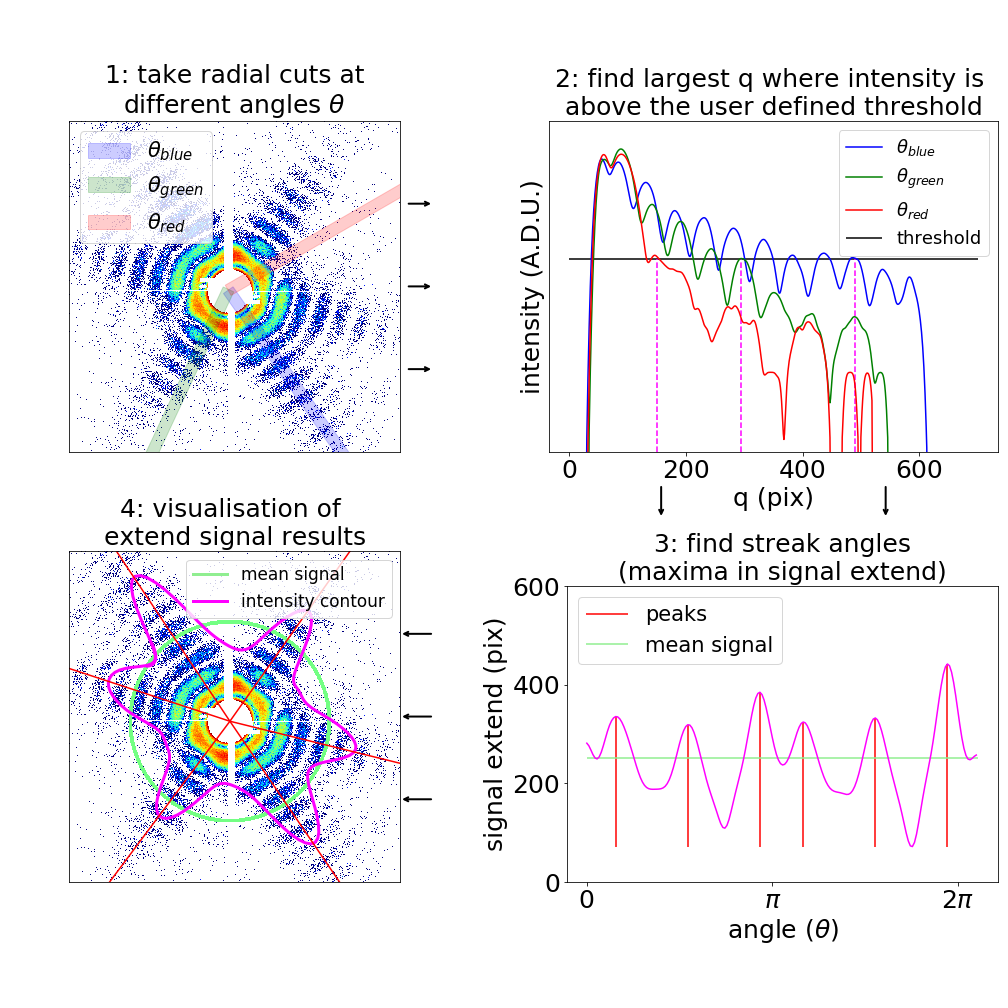 1: take radial cuts at
different angles θ
θblue
θgreen
θred
2: find largest q where intensity is
above the user defined threshold
intensity (A.D.U.)
θblue
θgreen
θred
threshold
0 200 400 600
q (pix)
4: visualisation of
extend signal results
mean signal
intensity contour
3: find streak angles
(maxima in signal extend)
signal extend (pix)
600
400
200
0
peaks
mean signal
0 π 2π
angle (θ)